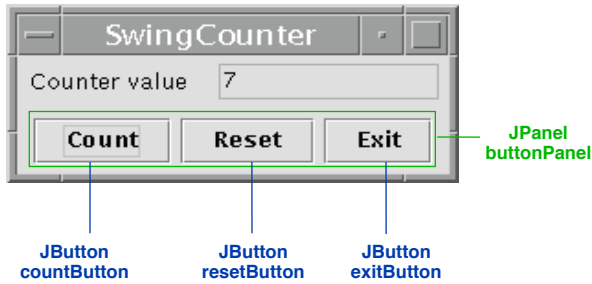 SwingCounter
Counter value 7
Count Reset Exit
JPanel
buttonPanel
JButton
countButton
JButton
resetButton
JButton
exitButton